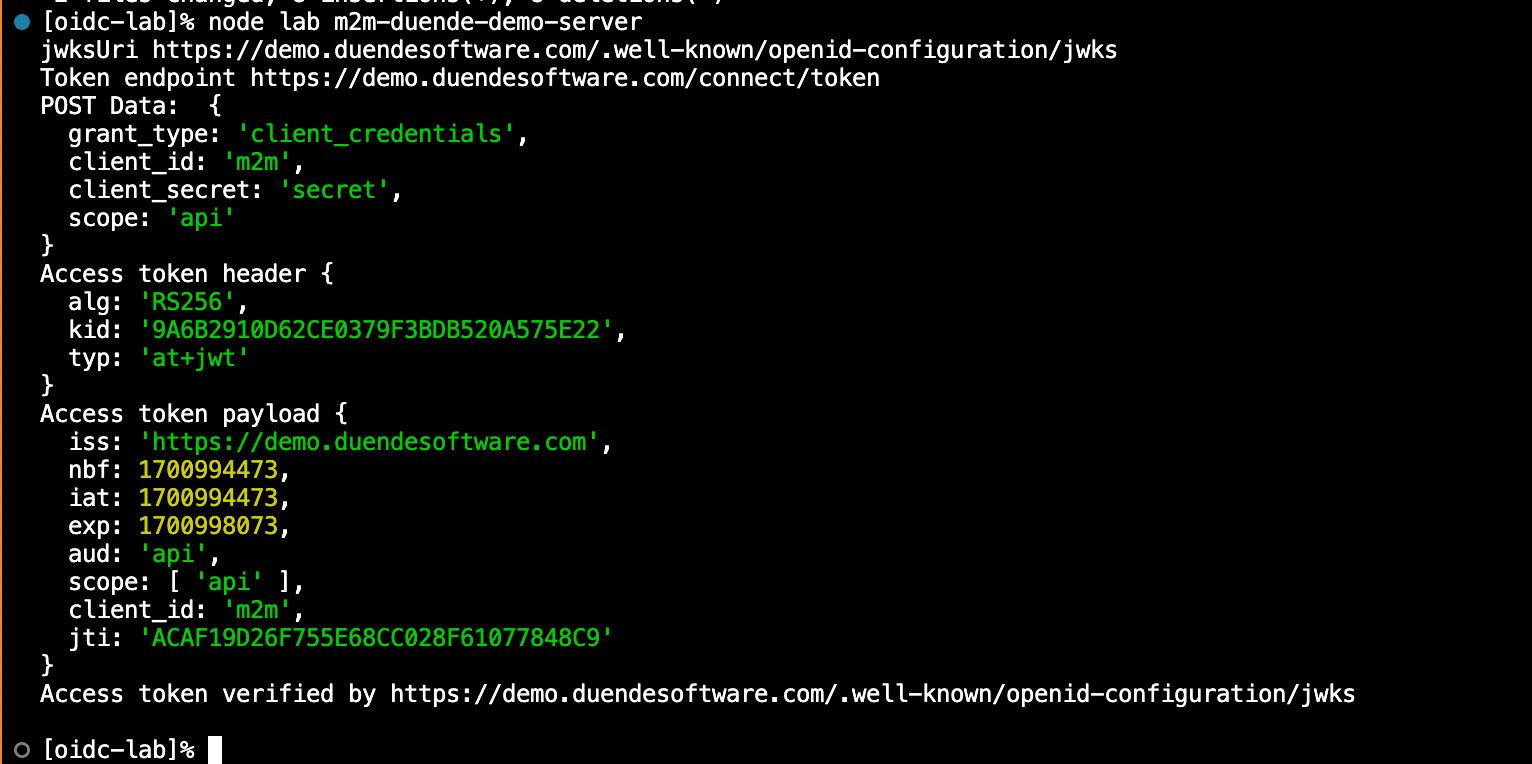 [oidc-lab]% node lab m2m-duende-demo-server
jwksUri https://demo.duendesoftware.com/.well-known/openid-configuration/jwks
Token endpoint https://demo.duendesoftware.com/connect/token
POST Data:  {
  grant_type: 'client_credentials',
  client_id: 'm2m',
  client_secret: 'secret',
  scope: 'api'
}
Access token header {
  alg: 'RS256',
  kid: '9A6B2910D62CE0379F3BDB520A575E22',
  typ: 'at+jwt'
}
Access token payload {
  iss: 'https://demo.duendesoftware.com',
  nbf: 1700994473,
  iat: 1700994473,
  exp: 1700998073,
  aud: 'api',
  scope: [ 'api' ],
  client_id: 'm2m',
  jti: 'ACAF19D26F755E68CC028F61077848C9'
}
Access token verified by https://demo.duendesoftware.com/.well-known/openid-configuration/jwks
[oidc-lab]%